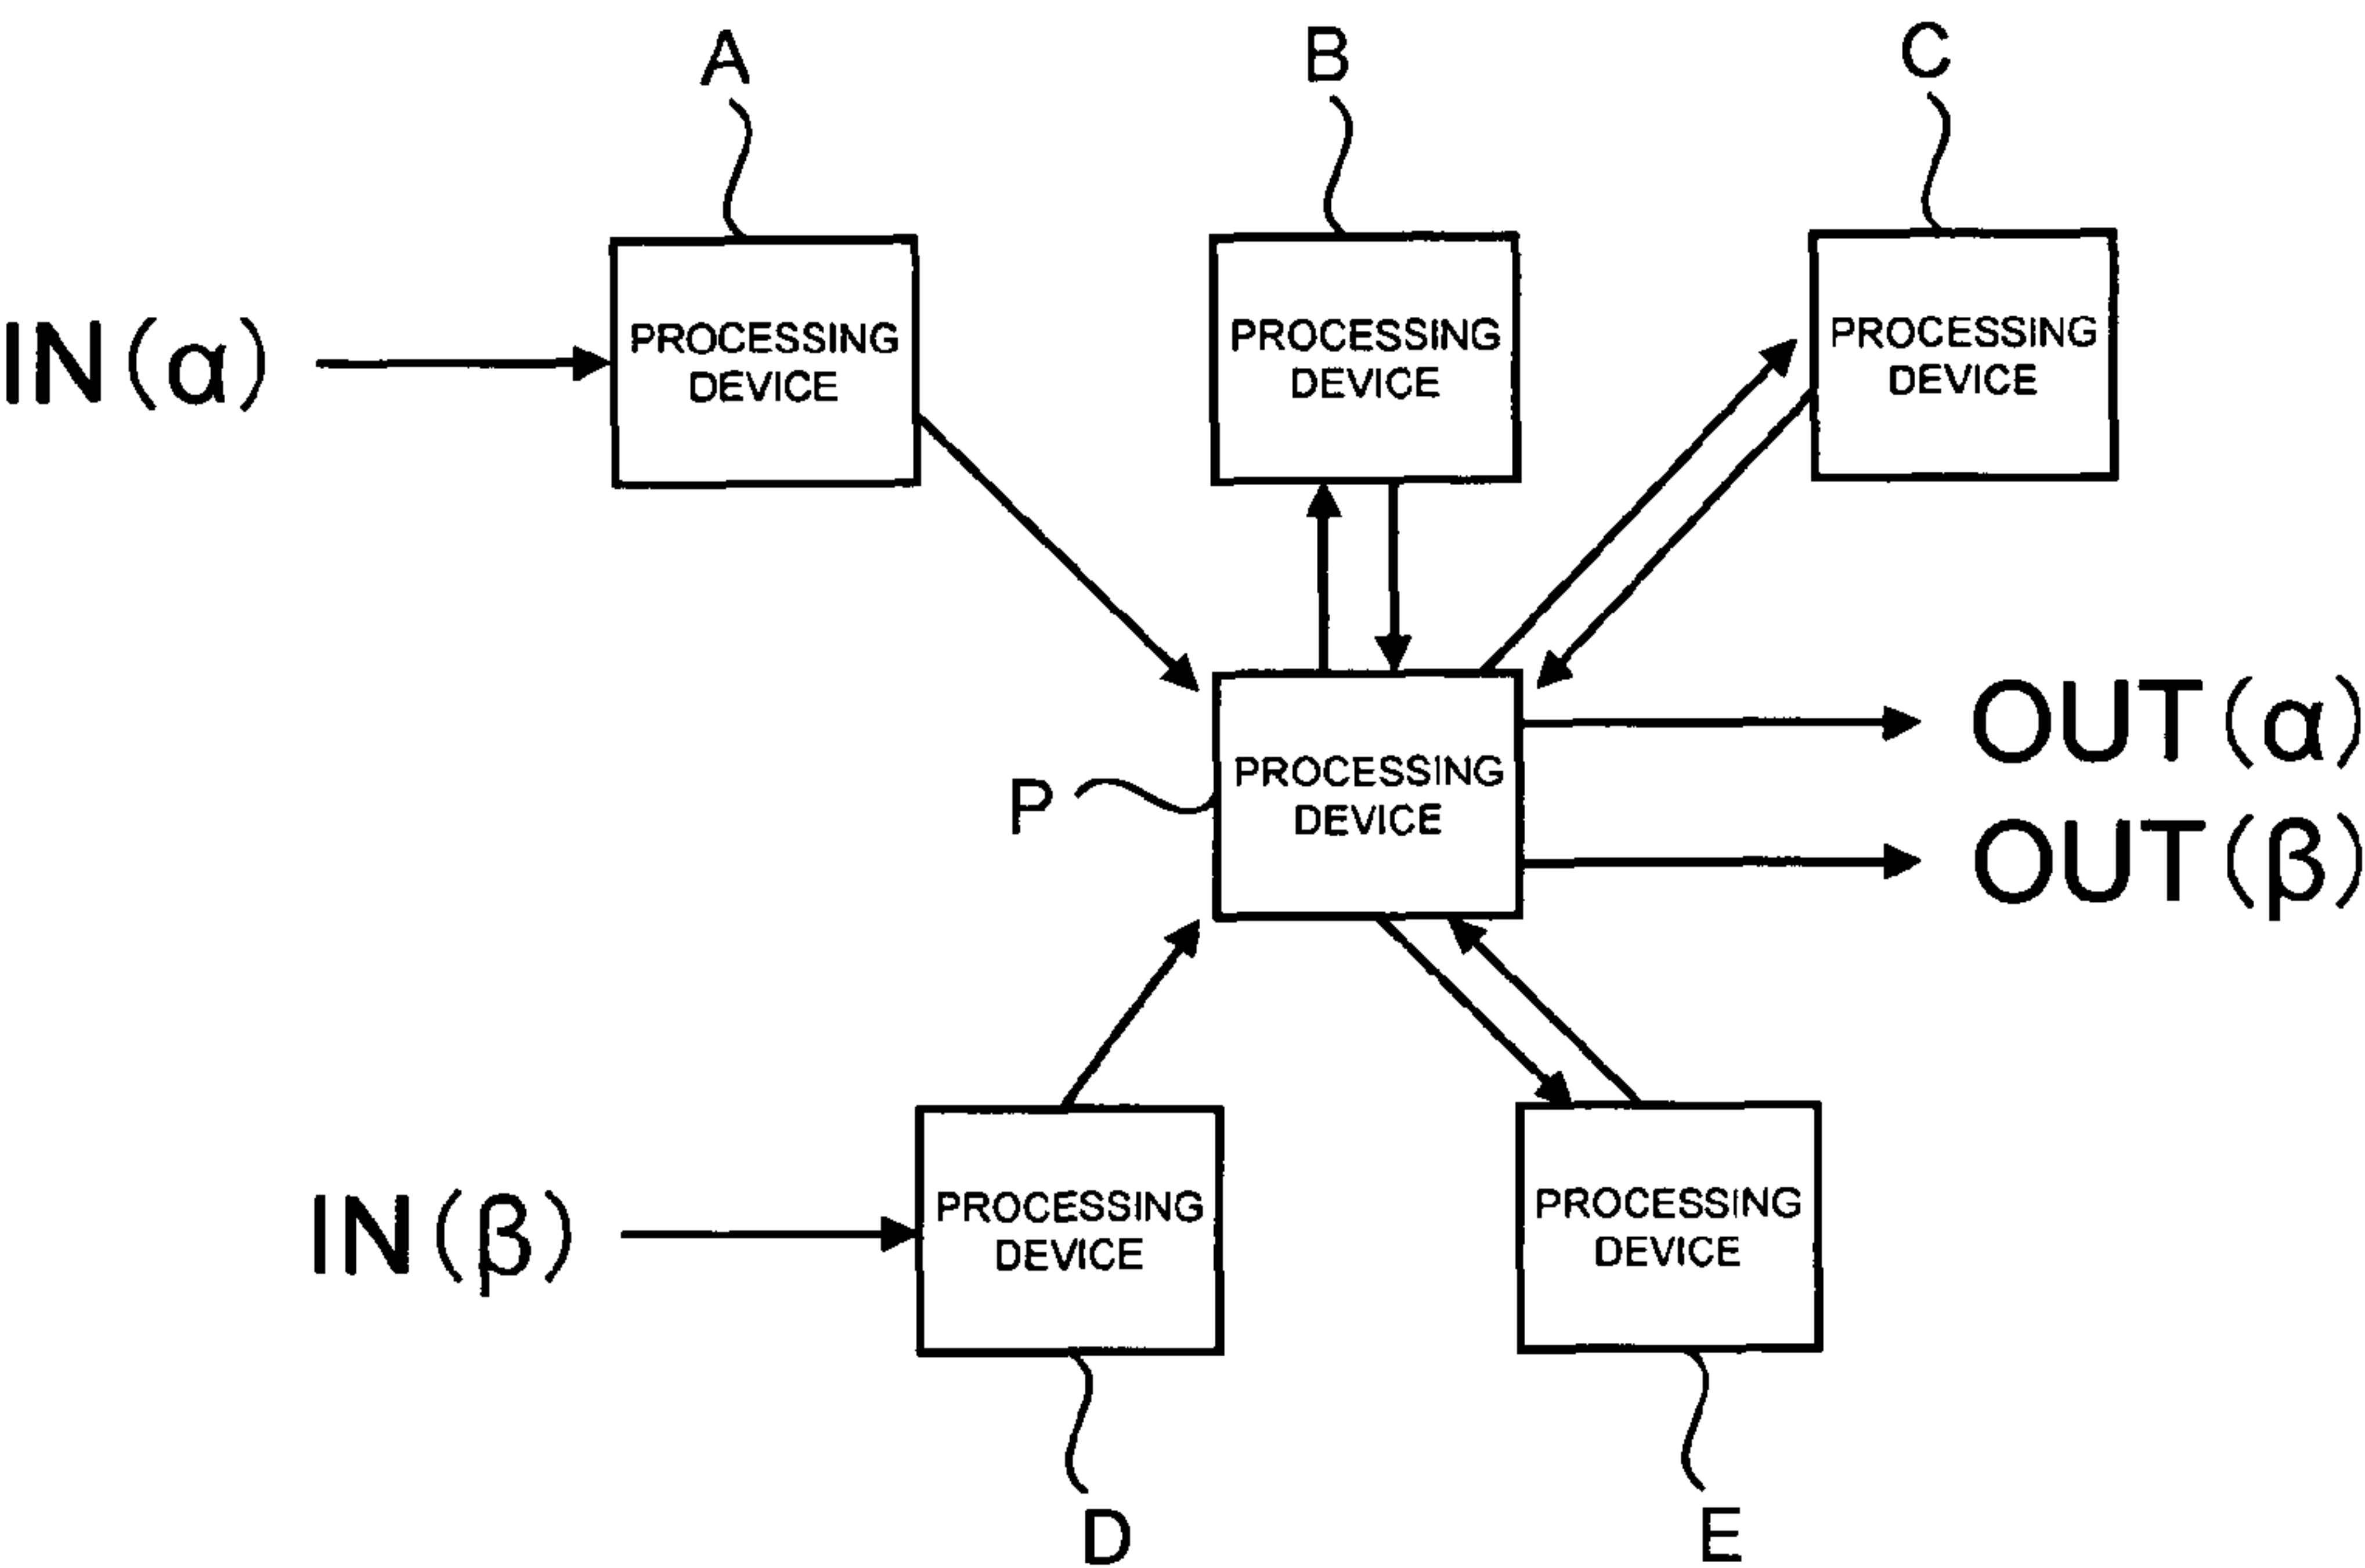 A
B
C
IN(α)
PROCESSING
DEVICE
PROCESSING
DEVICE
PROCESSING
DEVICE
P
PROCESSING
DEVICE
OUT(α)
OUT(β)
IN(β)
PROCESSING
DEVICE
PROCESSING
DEVICE
D
E